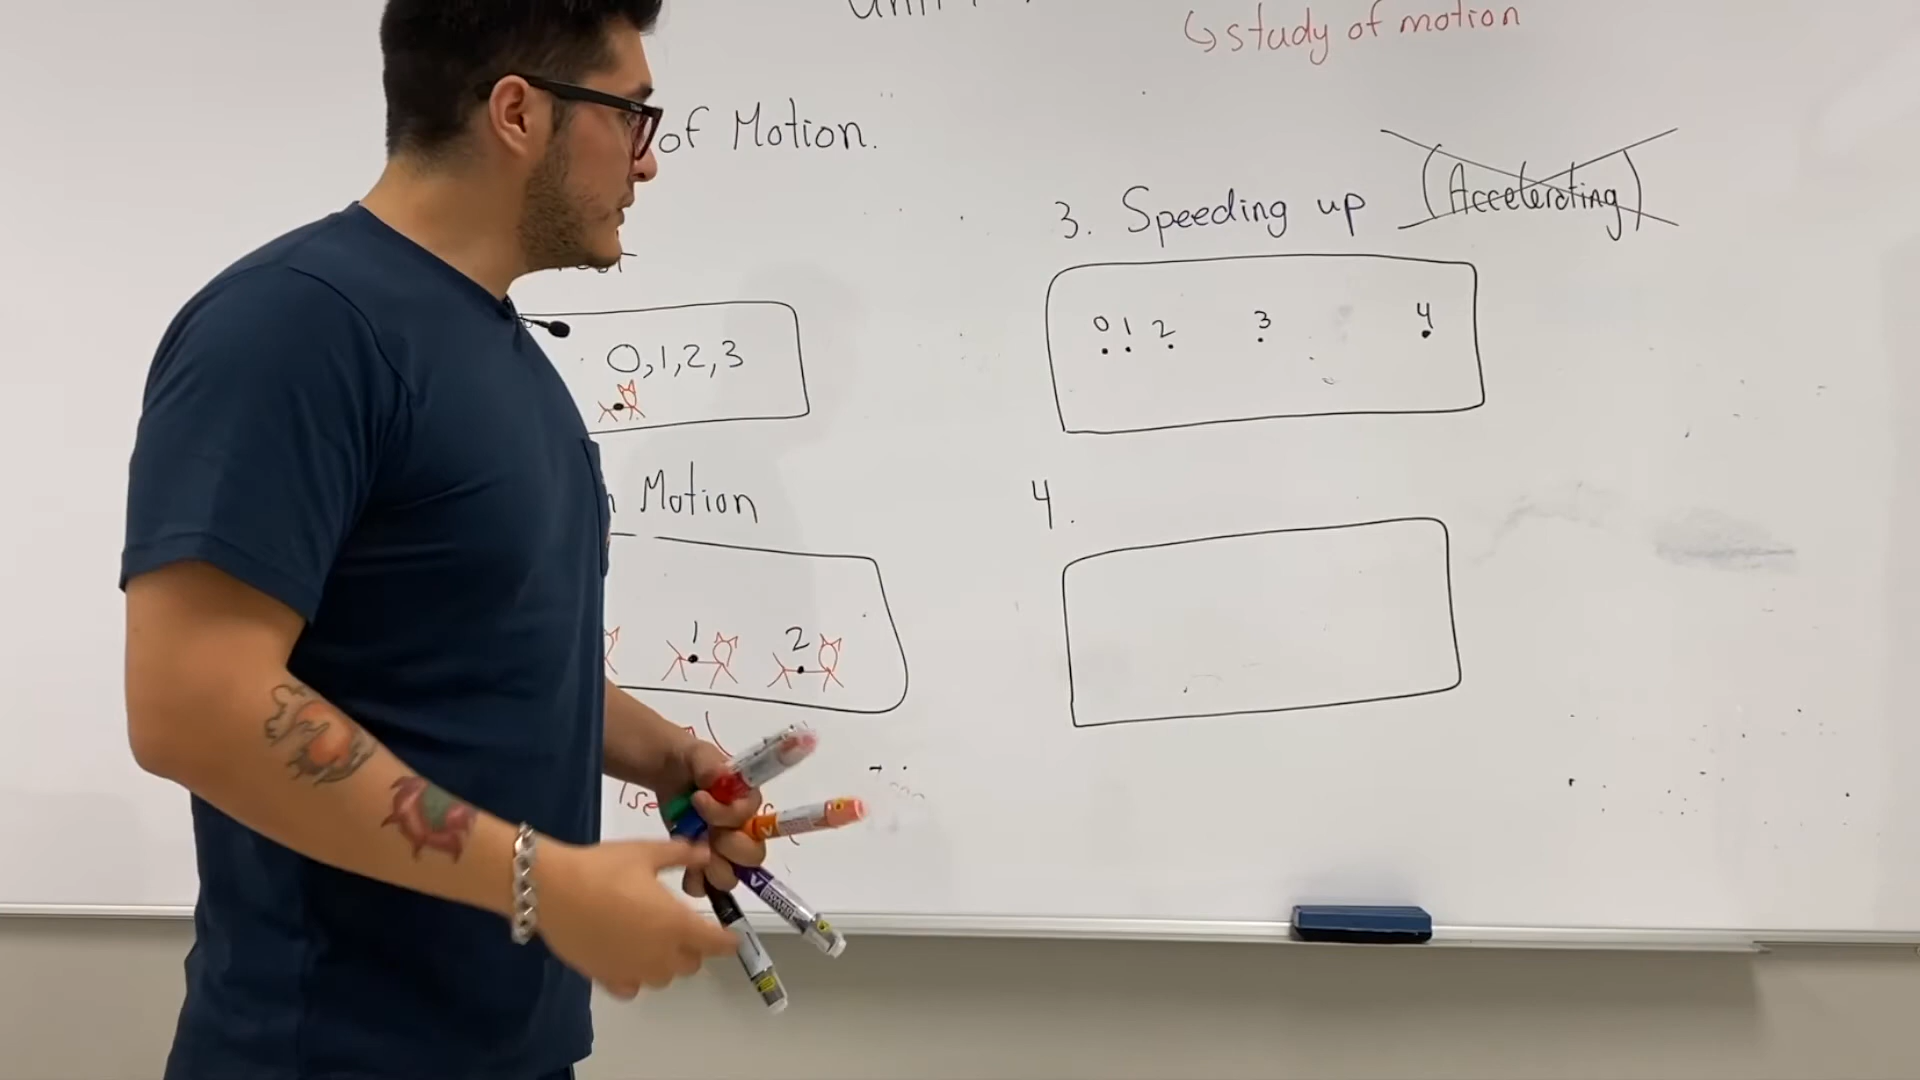 ↳ study of motion
of Motion.
0,1,2,3
Motion
1 2
3. Speeding up (Accelerating)
0 1 2 3 4
4.